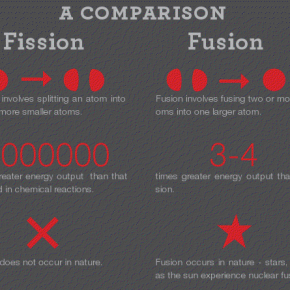 A COMPARISON
Fission
Fusion
involves splitting an atom into
more smaller atoms.
Fusion involves fusing two or mo
oms into one larger atom.
000000
eater energy output than that
d in chemical reactions.
3-4
times greater energy output tha
sion.
does not occur in nature.
Fusion occurs in nature - stars,
as the sun experience nuclear fu